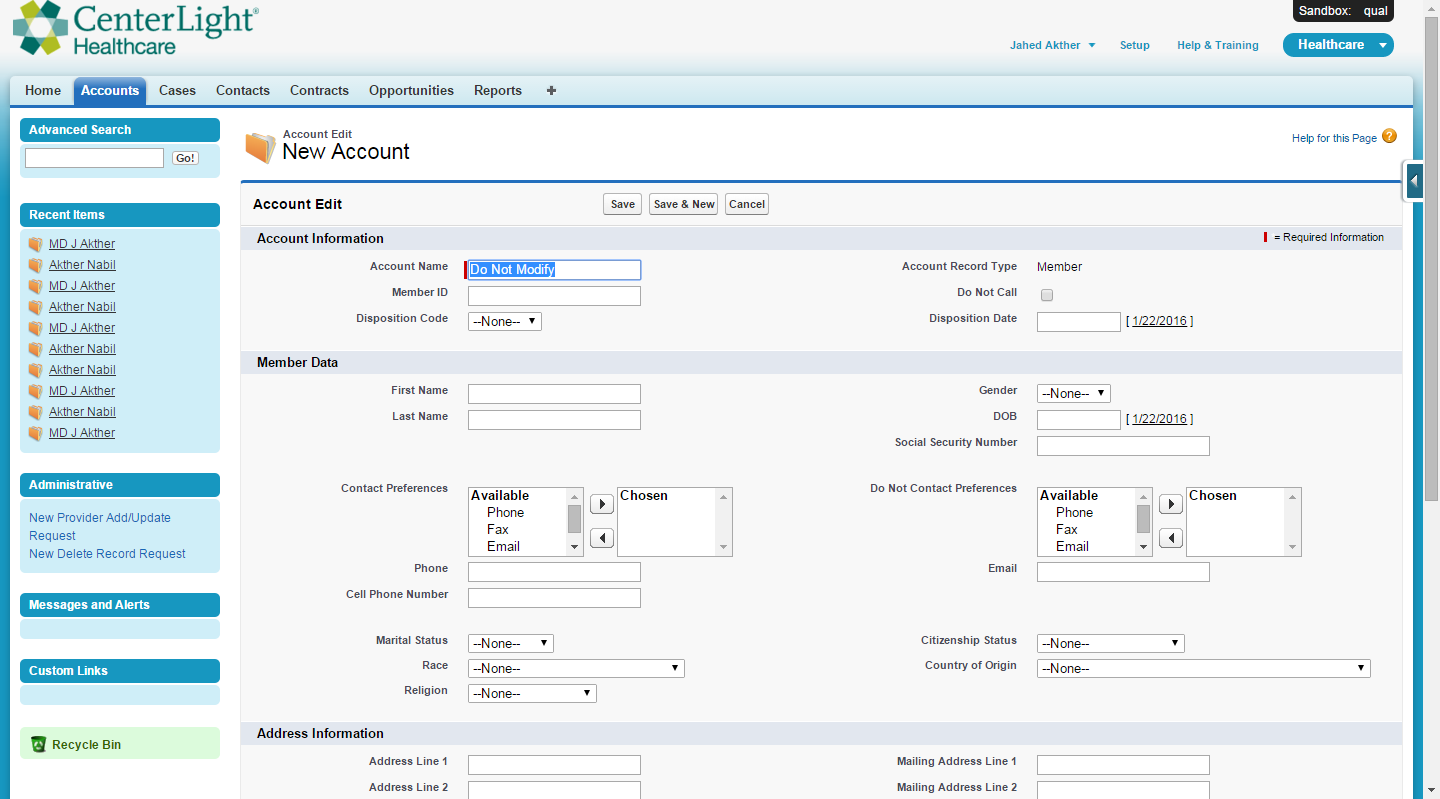 CenterLight®
Healthcare
Sandbox: qual
Jahed Akther
Setup
Help & Training
Healthcare
Home
Accounts
Cases
Contacts
Contracts
Opportunities
Reports
+
Advanced Search
Go!
Recent Items
MD J Akther
Akther Nabil
MD J Akther
Akther Nabil
MD J Akther
Akther Nabil
Akther Nabil
MD J Akther
Akther Nabil
MD J Akther
Administrative
New Provider Add/Update
Request
New Delete Record Request
Messages and Alerts
Custom Links
Recycle Bin
Account Edit
New Account
Help for this Page ?
Account Edit
Save
Save & New
Cancel
Account Information
= Required Information
Account Name Do Not Modify
Account Record Type Member
Member ID
Do Not Call
Disposition Code --None--
Disposition Date [ 1/22/2016 ]
Member Data
First Name
Gender --None--
Last Name
DOB [ 1/22/2016 ]
Social Security Number
Contact Preferences
Available
Phone
Fax
Email
Chosen
Do Not Contact Preferences
Available
Phone
Fax
Email
Chosen
Phone
Email
Cell Phone Number
Marital Status --None--
Citizenship Status --None--
Race --None--
Country of Origin --None--
Religion --None--
Address Information
Address Line 1
Mailing Address Line 1
Address Line 2
Mailing Address Line 2